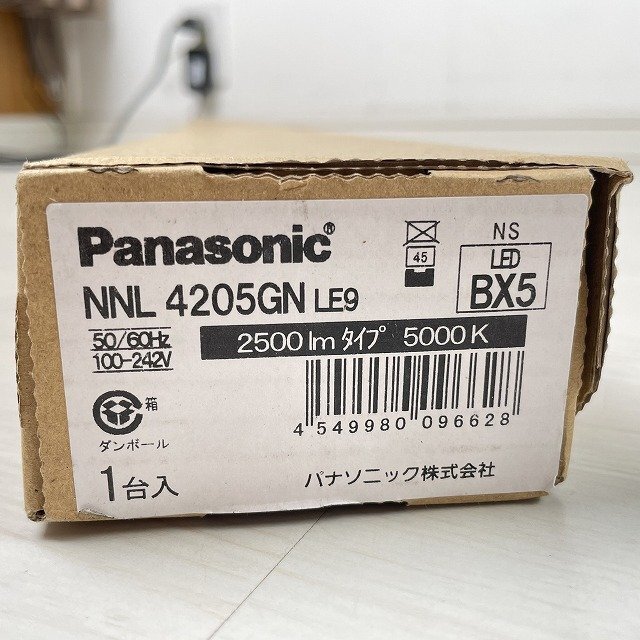 Panasonic®
NNL 4205GN LE9
50/60Hz
100-242V
45
NS
LED
BX5
2500 lm タイプ 5000 K
4 549980 096628
箱
ダンボール
1台入
パナソニック株式会社